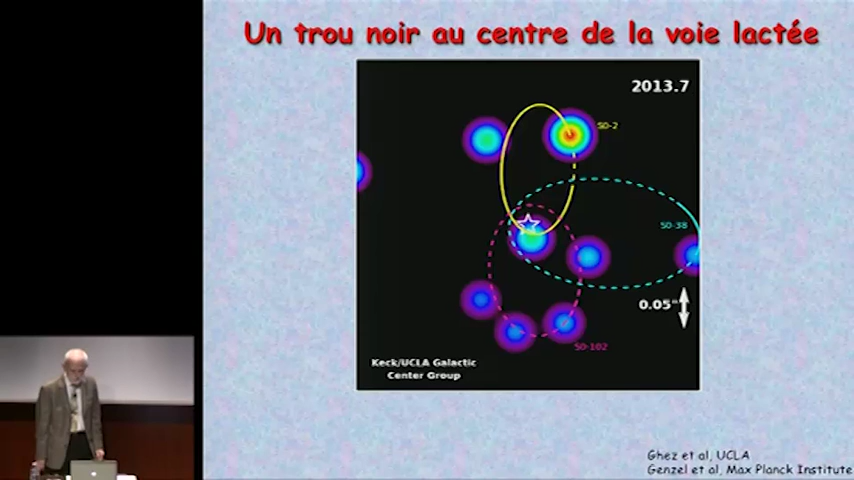 Un trou noir au centre de la voie lactée
2013.7
S0-2
S0-38
0.05"
S0-102
Keck/UCLA Galactic
Center Group
Ghez et al, UCLA
Genzel et al, Max Planck Institute